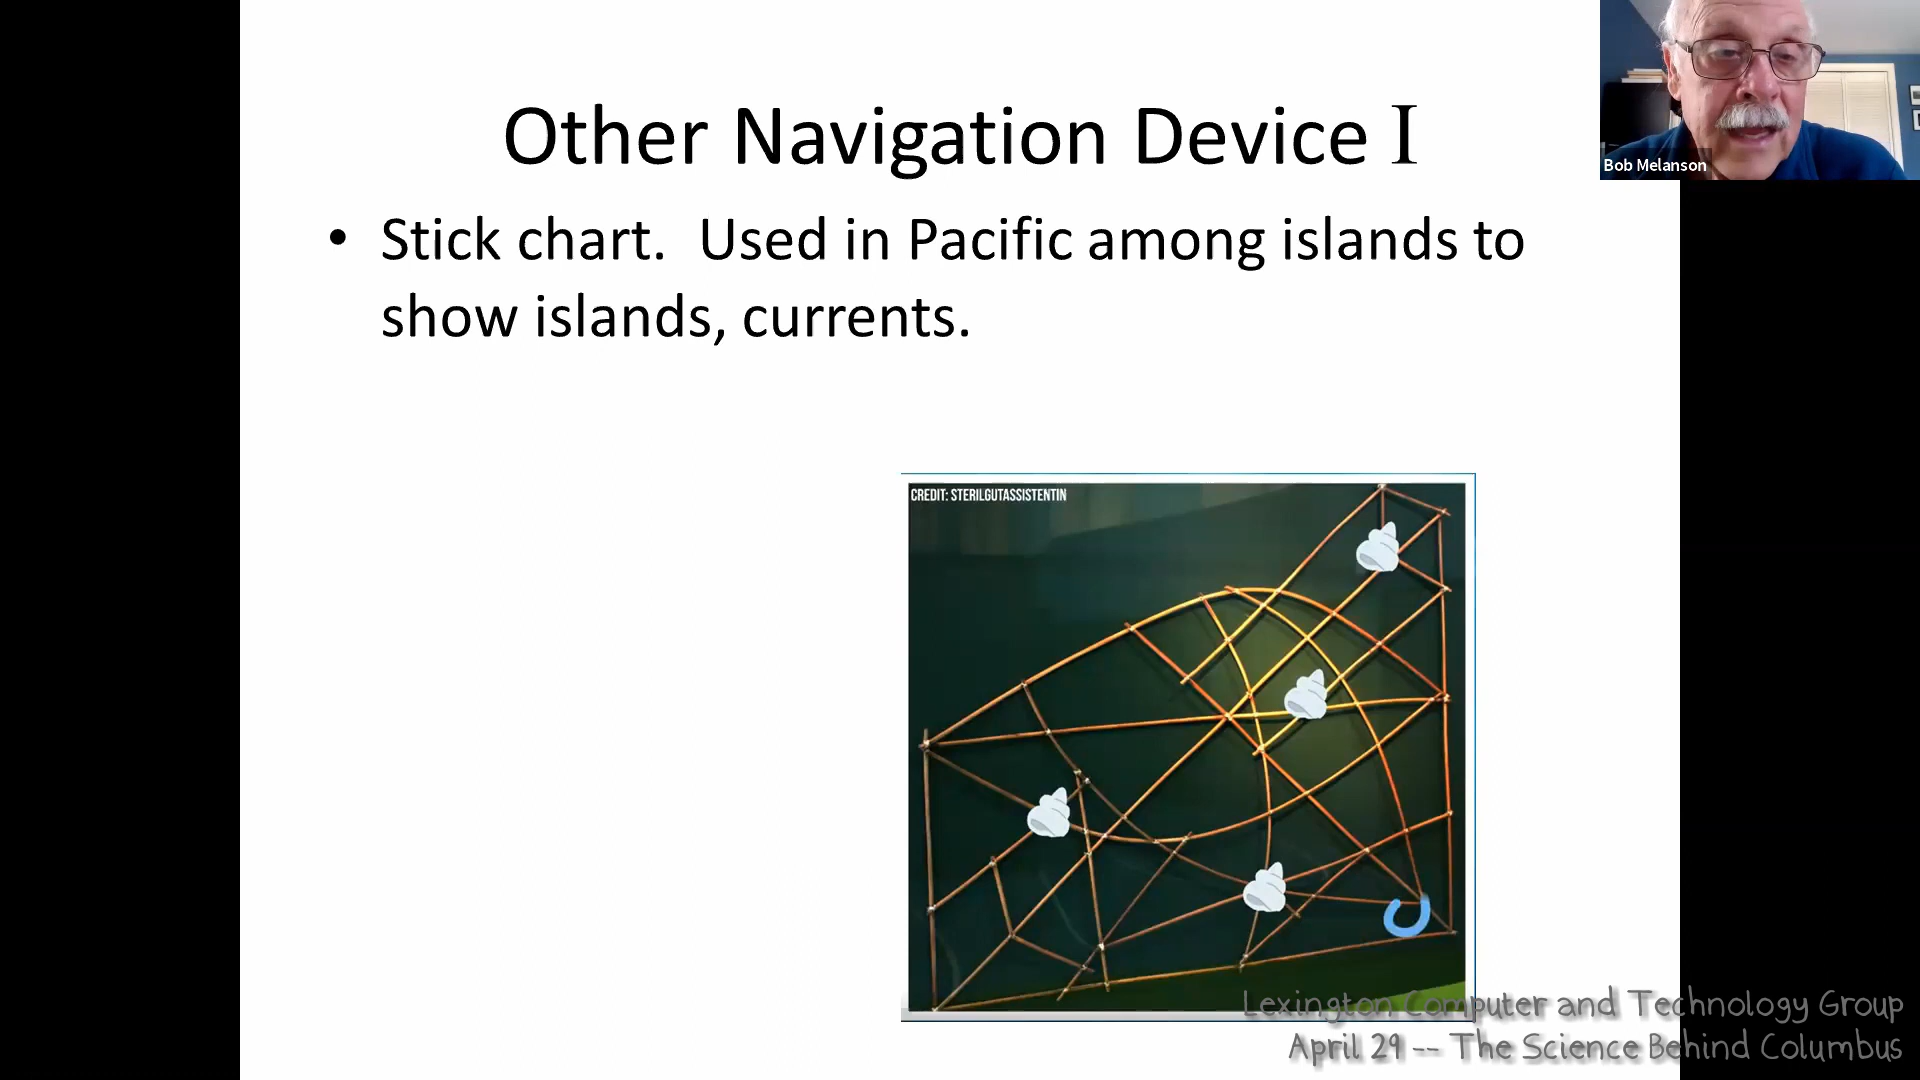 Other Navigation Device I
• Stick chart.  Used in Pacific among islands to
show islands, currents.
CREDIT: STERILGUTASSISTENTIN
Bob Melanson
Lexington Computer and Technology Group
April 29 -- The Science Behind Columbus